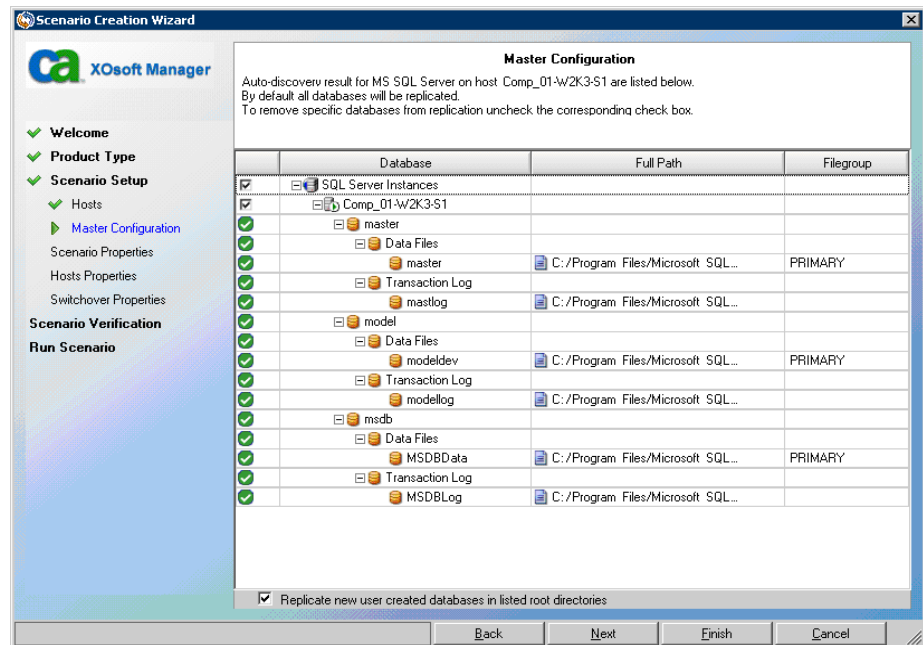 Scenario Creation Wizard
ca XOsoft Manager
Welcome
Product Type
Scenario Setup
Hosts
Master Configuration
Scenario Properties
Hosts Properties
Switchover Properties
Scenario Verification
Run Scenario
Master Configuration
Auto-discovery result for MS SQL Server on host Comp_01-W2K3-S1 are listed below.
By default all databases will be replicated.
To remove specific databases from replication uncheck the corresponding check box.
Database Full Path Filegroup
SQL Server Instances
Comp_01-W2K3-S1
master
Data Files
master C:/Program Files/Microsoft SQL... PRIMARY
Transaction Log
mastlog C:/Program Files/Microsoft SQL...
model
Data Files
modeldev C:/Program Files/Microsoft SQL... PRIMARY
Transaction Log
modellog C:/Program Files/Microsoft SQL...
msdb
Data Files
MSDBData C:/Program Files/Microsoft SQL... PRIMARY
Transaction Log
MSDBLog C:/Program Files/Microsoft SQL...
Replicate new user created databases in listed root directories
Back Next Finish Cancel